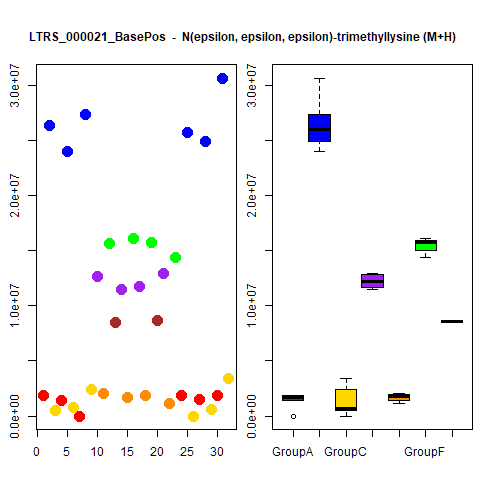 LTRS_000021_BasePos - N(epsilon, epsilon, epsilon)-trimethyllysine (M+H)
0.0e+00 1.0e+07 2.0e+07 3.0e+07
0 5 10 15 20 25 30
0.0e+00 1.0e+07 2.0e+07 3.0e+07
GroupA GroupC GroupF